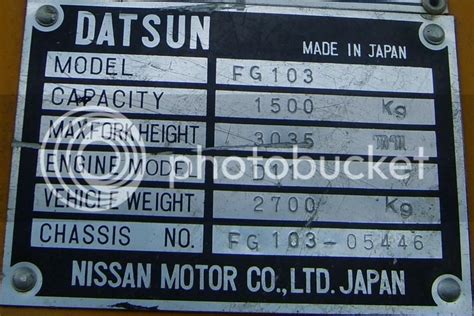 DATSUN
MADE IN JAPAN
MODEL FG103
CAPACITY 1500 Kg
MAX.FORK HEIGHT 3035 mm
ENGINE MODEL
VEHICLE WEIGHT 2700 Kg
CHASSIS NO. FG103-05446
NISSAN MOTOR CO.,LTD. JAPAN
photobucket